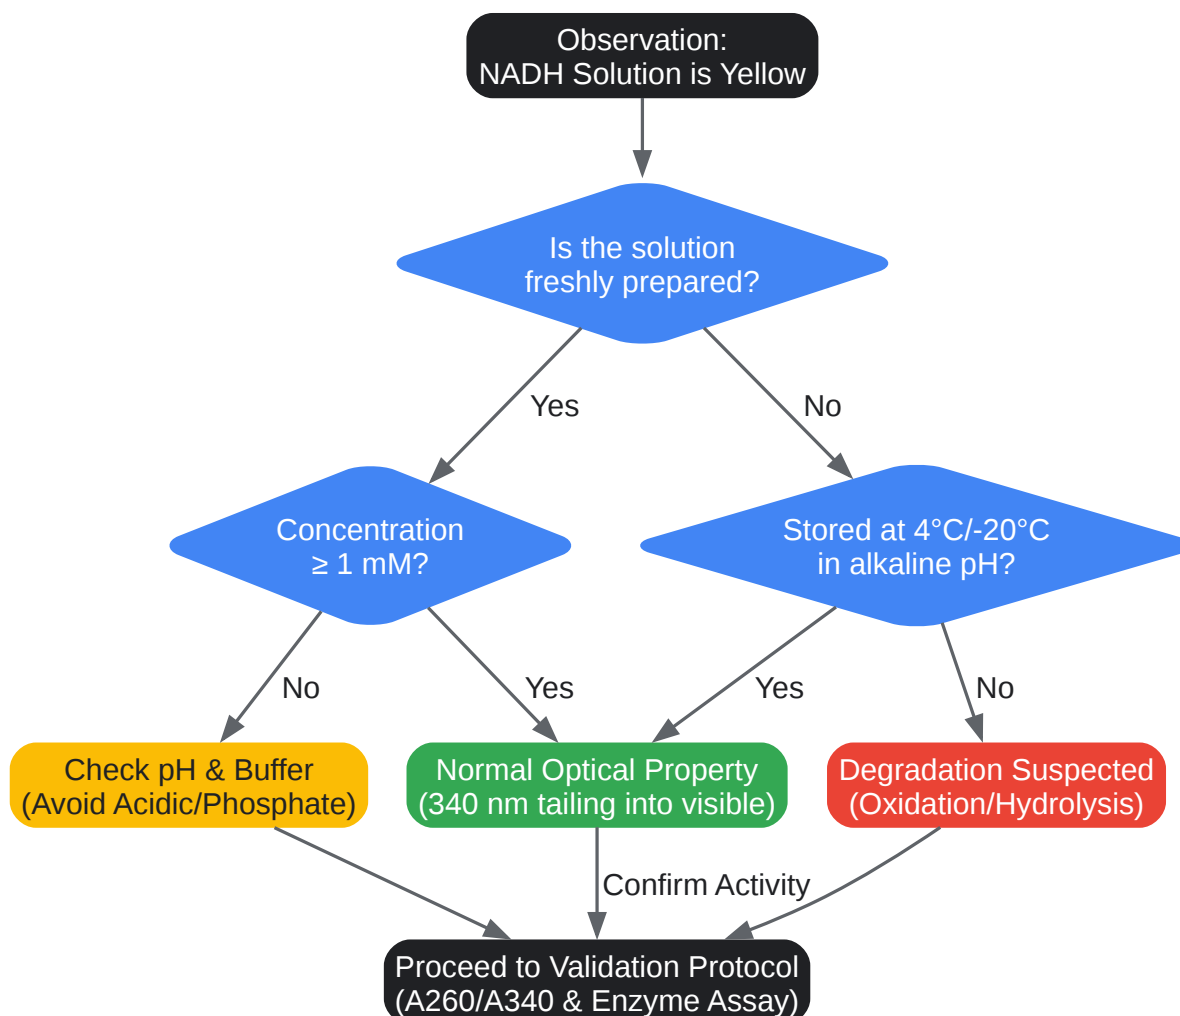 Observation:
NADH Solution is Yellow
Is the solution
freshly prepared?
Yes
No
Concentration
≥ 1 mM?
Stored at 4°C/-20°C
in alkaline pH?
No
Yes
Yes
No
Check pH & Buffer
(Avoid Acidic/Phosphate)
Normal Optical Property
(340 nm tailing into visible)
Degradation Suspected
(Oxidation/Hydrolysis)
Confirm Activity
Proceed to Validation Protocol
(A260/A340 & Enzyme Assay)